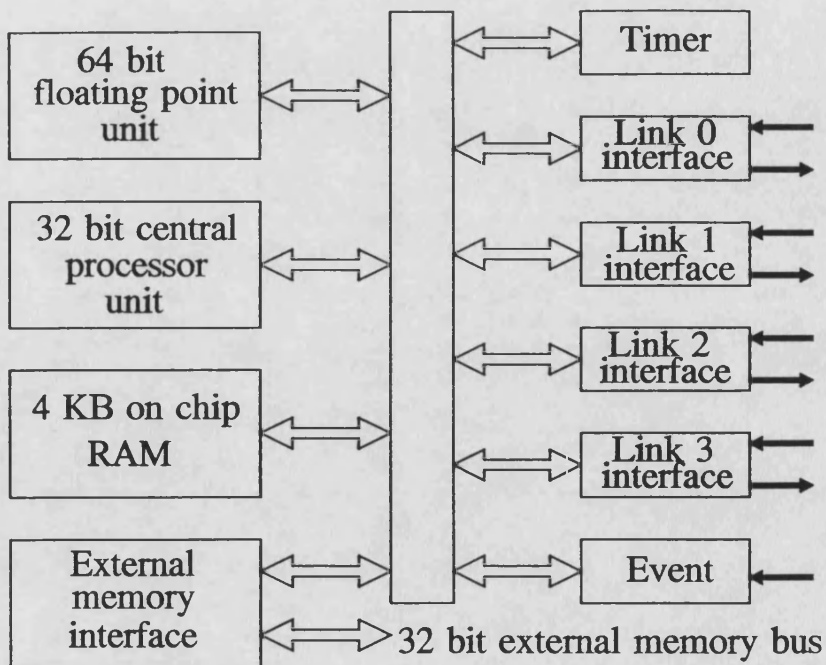 64 bit
floating point
unit
32 bit central
processor
unit
4 KB on chip
RAM
External
memory
interface
Timer
Link 0
interface
Link 1
interface
Link 2
interface
Link 3
interface
Event
32 bit external memory bus